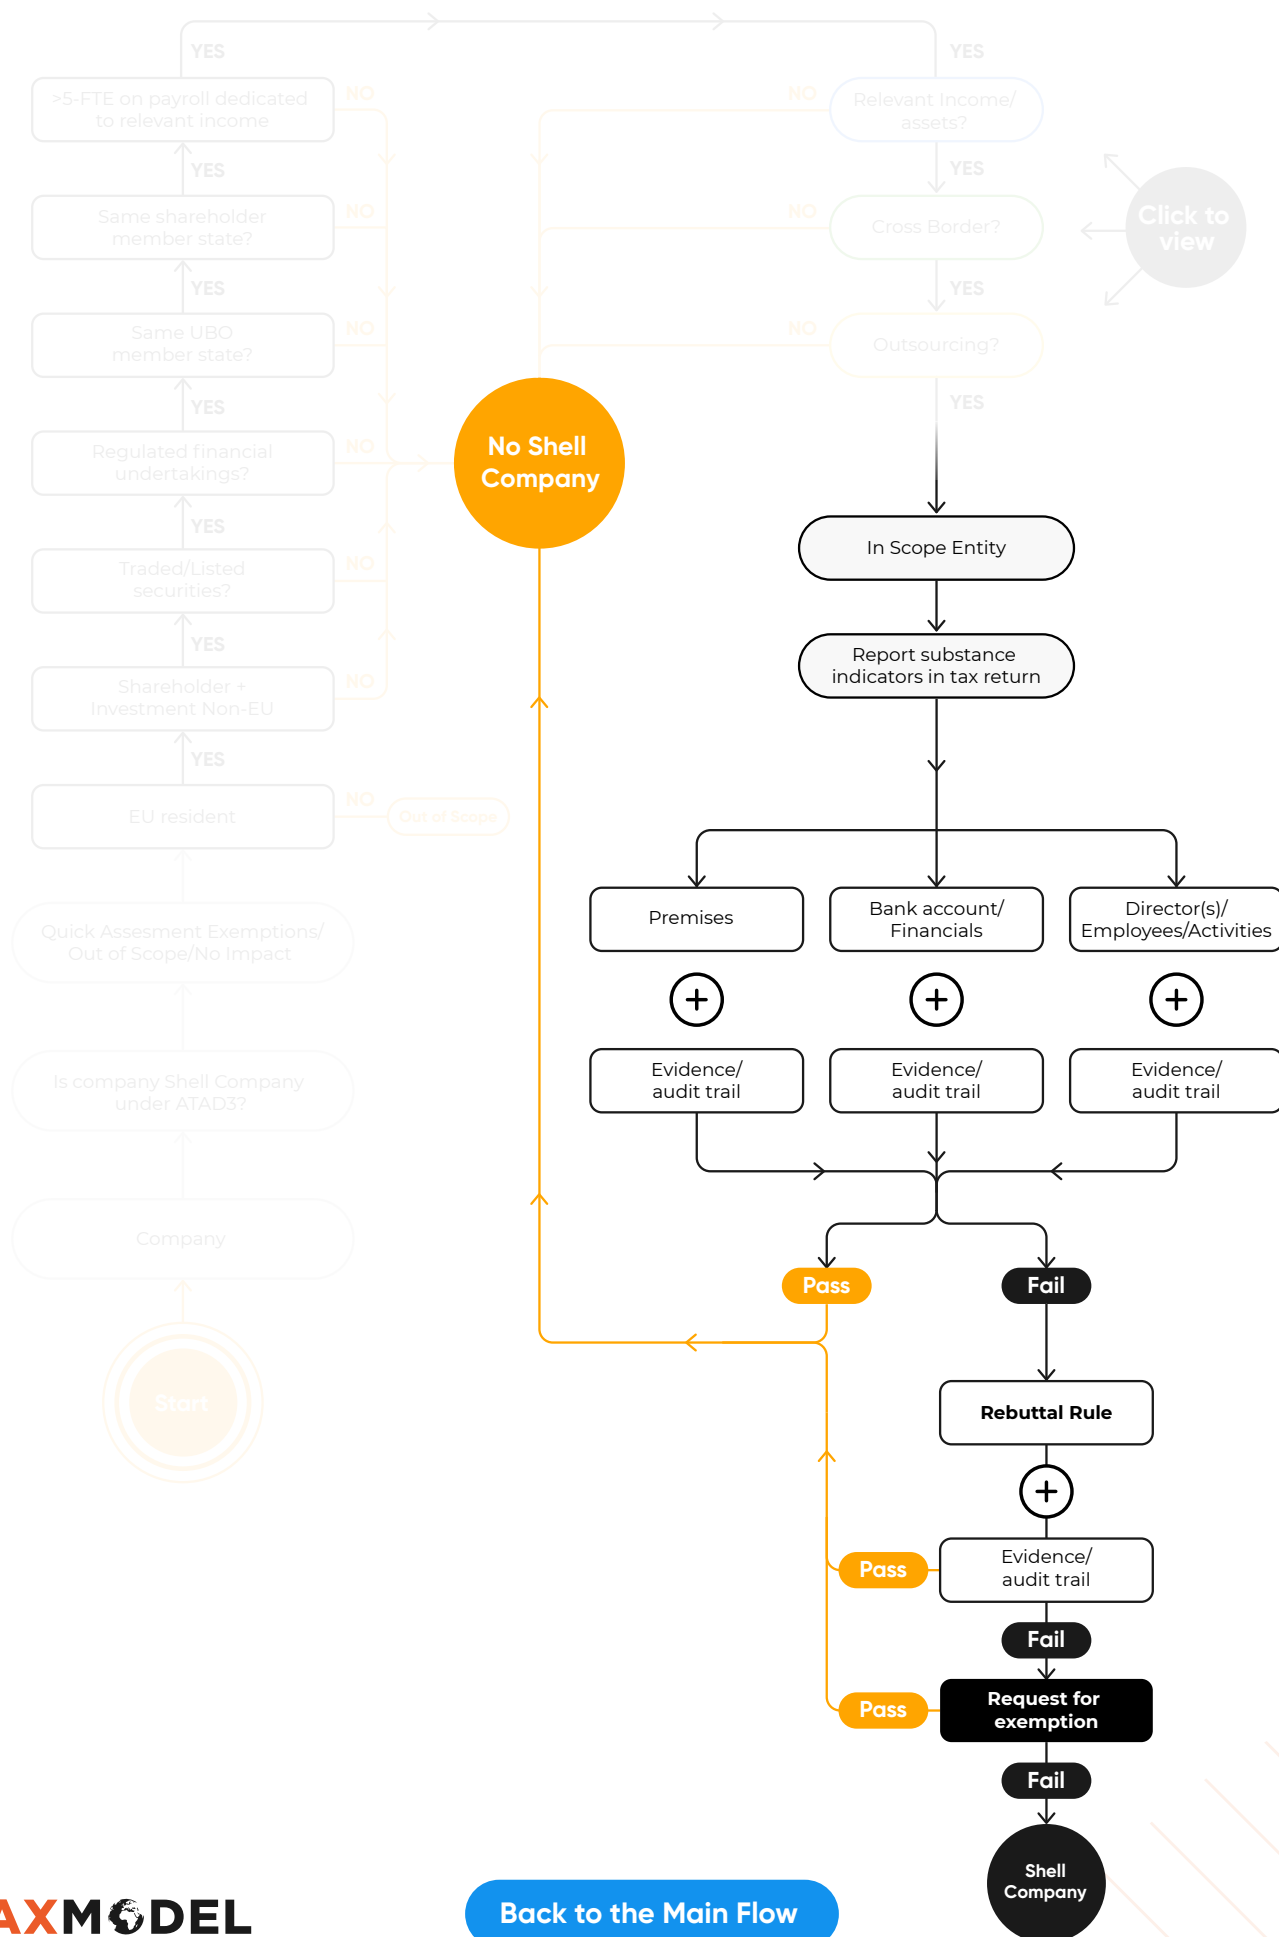 YES
YES
>5-FTE on payroll dedicated
to relevant income
NO
NO
Relevant Income/
assets?
YES
YES
Same shareholder
member state?
NO
NO
Cross Border?
Click to
view
YES
YES
Same UBO
member state?
NO
NO
Outsourcing?
YES
YES
Regulated financial
undertakings?
NO
No Shell
Company
YES
In Scope Entity
Traded/Listed
securities?
NO
YES
Report substance
indicators in tax return
Shareholder +
Investment Non-EU
NO
YES
EU resident
NO
Out of Scope
Premises
Bank account/
Financials
Director(s)/
Employees/Activities
Quick Assesment Exemptions/
Out of Scope/No Impact
Evidence/
audit trail
Evidence/
audit trail
Evidence/
audit trail
Is company Shell Company
under ATAD3?
Company
Pass
Fail
Start
Rebuttal Rule
Evidence/
audit trail
Pass
Fail
Request for
exemption
Pass
Fail
Shell
Company
AXMODEL
Back to the Main Flow